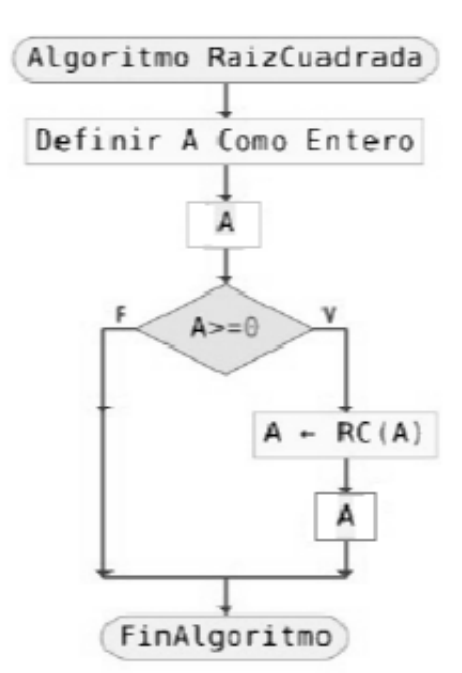 Algoritmo RaizCuadrada
Definir A Como Entero
A
A>=0
F
V
A ← RC(A)
A
FinAlgoritmo